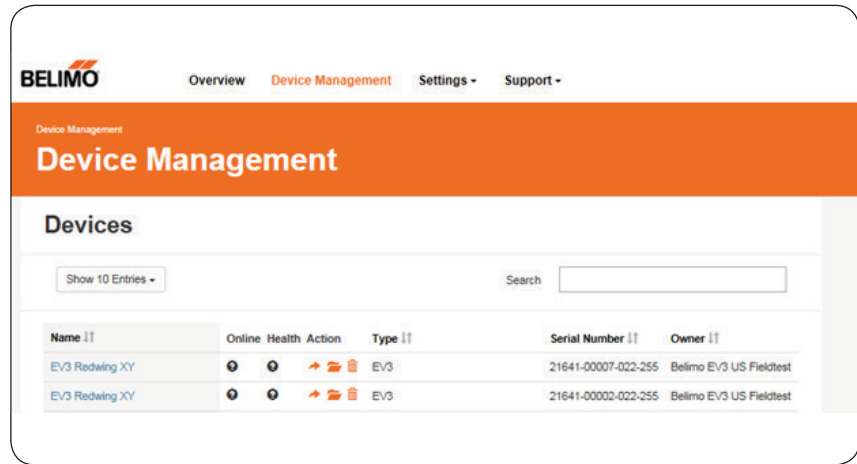 BELIMO
Overview Device Management Settings Support
Device Management
Device Management
Devices
Show 10 Entries Search
Name Online Health Action Type Serial Number Owner
EV3 Redwing XY EV3 21641-00007-022-255 Belimo EV3 US Fieldtest
EV3 Redwing XY EV3 21641-00002-022-255 Belimo EV3 US Fieldtest